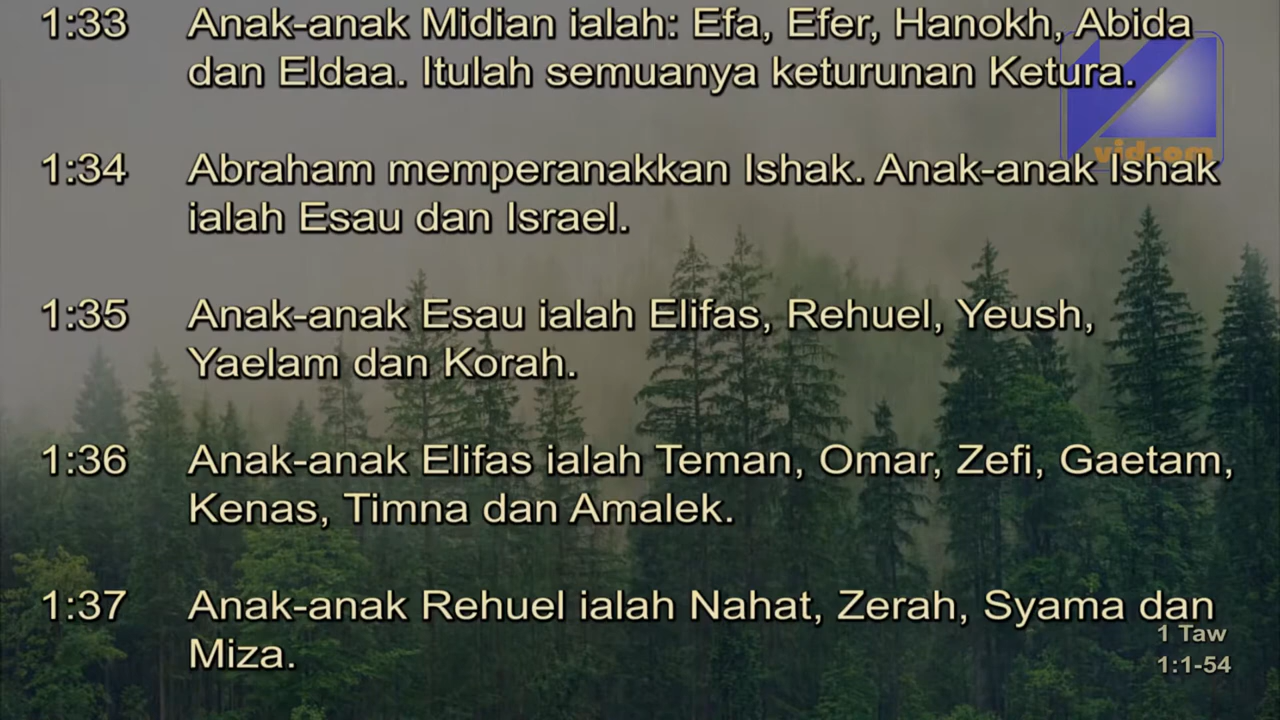 1:33 Anak-anak Midian ialah: Efa, Efer, Hanokh, Abida
dan Eldaa. Itulah semuanya keturunan Ketura.
vidcom
1:34 Abraham memperanakkan Ishak. Anak-anak Ishak
ialah Esau dan Israel.
1:35 Anak-anak Esau ialah Elifas, Rehuel, Yeush,
Yaelam dan Korah.
1:36 Anak-anak Elifas ialah Teman, Omar, Zefi, Gaetam,
Kenas, Timna dan Amalek.
1:37 Anak-anak Rehuel ialah Nahat, Zerah, Syama dan
Miza.
1 Taw
1:1-54